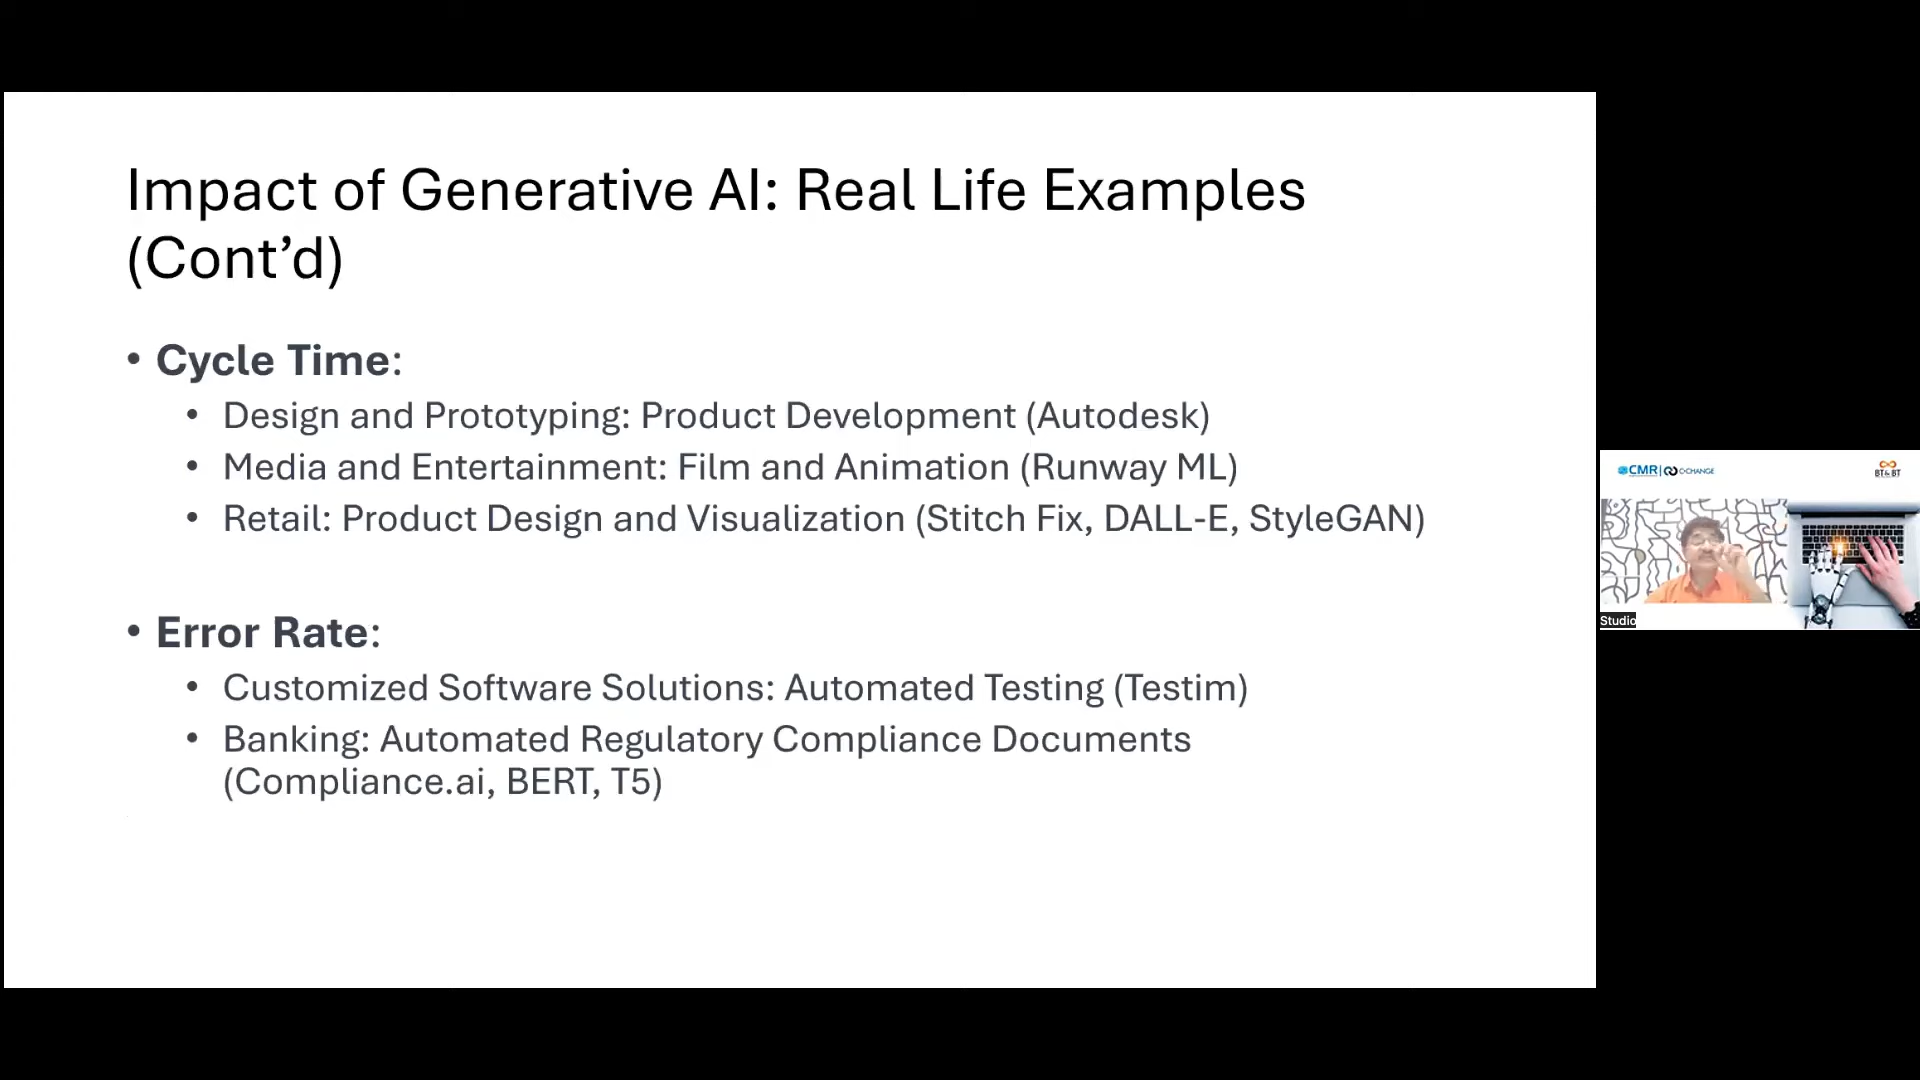 Impact of Generative AI: Real Life Examples
(Cont’d)
• Cycle Time:
• Design and Prototyping: Product Development (Autodesk)
• Media and Entertainment: Film and Animation (Runway ML)
• Retail: Product Design and Visualization (Stitch Fix, DALL-E, StyleGAN)
• Error Rate:
• Customized Software Solutions: Automated Testing (Testim)
• Banking: Automated Regulatory Compliance Documents
(Compliance.ai, BERT, T5)
CMR | C-CHANGE
BT & BT
Studio